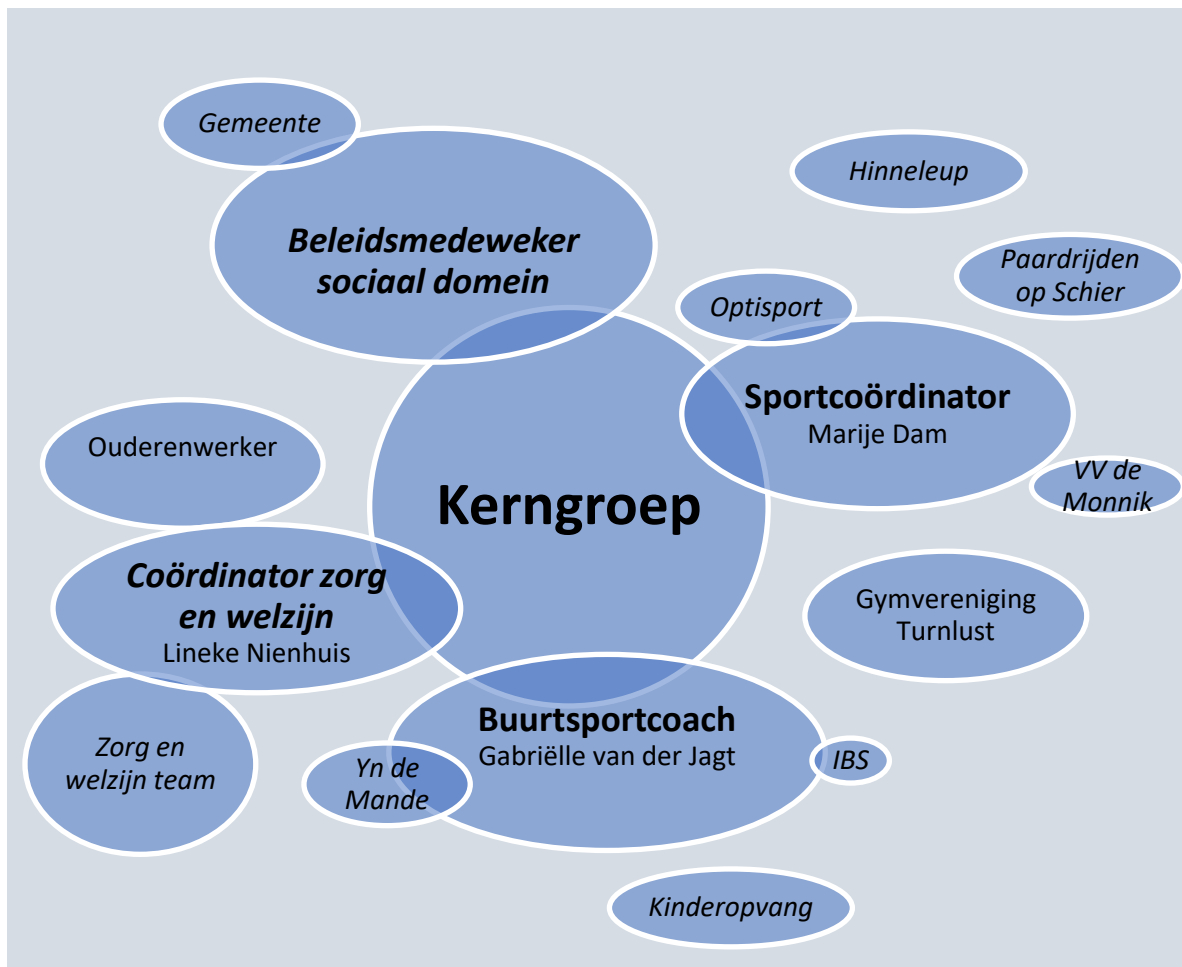 Gemeente
Hinneleup
Beleidsmedeweker
sociaal domein
Paardrijden
op Schier
Optisport
Sportcoördinator
Marije Dam
Ouderenwerker
VV de
Monnik
Kerngroep
Coördinator zorg
en welzijn
Lineke Nienhuis
Gymvereniging
Turnlust
Buurtsportcoach
Gabriëlle van der Jagt
Zorg en
welzijn team
Yn de
Mande
IBS
Kinderopvang